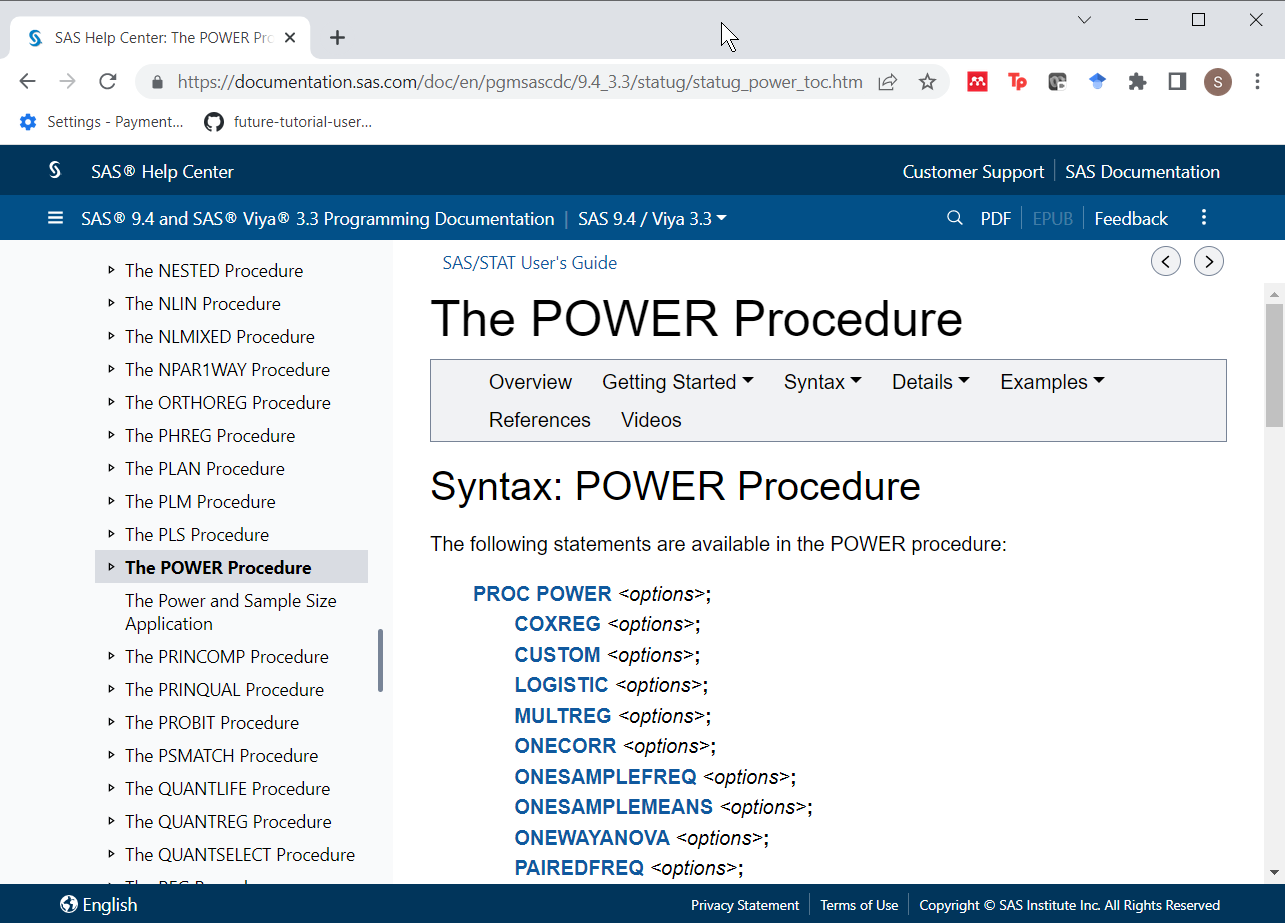 SAS Help Center: The POWER Pro
https://documentation.sas.com/doc/en/pgmsascdc/9.4_3.3/statug/statug_power_toc.htm
Tp
S
Settings - Payment...
future-tutorial-user...
SAS® Help Center
Customer Support
SAS Documentation
SAS® 9.4 and SAS® Viya® 3.3 Programming Documentation | SAS 9.4 / Viya 3.3
PDF
EPUB
Feedback
The NESTED Procedure
The NLIN Procedure
The NLMIXED Procedure
The NPAR1WAY Procedure
The ORTHOREG Procedure
The PHREG Procedure
The PLAN Procedure
The PLM Procedure
The PLS Procedure
The POWER Procedure
The Power and Sample Size
Application
The PRINCOMP Procedure
The PRINQUAL Procedure
The PROBIT Procedure
The PSMATCH Procedure
The QUANTLIFE Procedure
The QUANTREG Procedure
The QUANTSELECT Procedure
SAS/STAT User's Guide
The POWER Procedure
Overview Getting Started Syntax Details Examples
References Videos
Syntax: POWER Procedure
The following statements are available in the POWER procedure:
PROC POWER <options>;
COXREG <options>;
CUSTOM <options>;
LOGISTIC <options>;
MULTREG <options>;
ONECORR <options>;
ONESAMPLEFREQ <options>;
ONESAMPLEMEANS <options>;
ONEWAYANOVA <options>;
PAIREDFREQ <options>;
English
Privacy Statement
Terms of Use
Copyright © SAS Institute Inc. All Rights Reserved